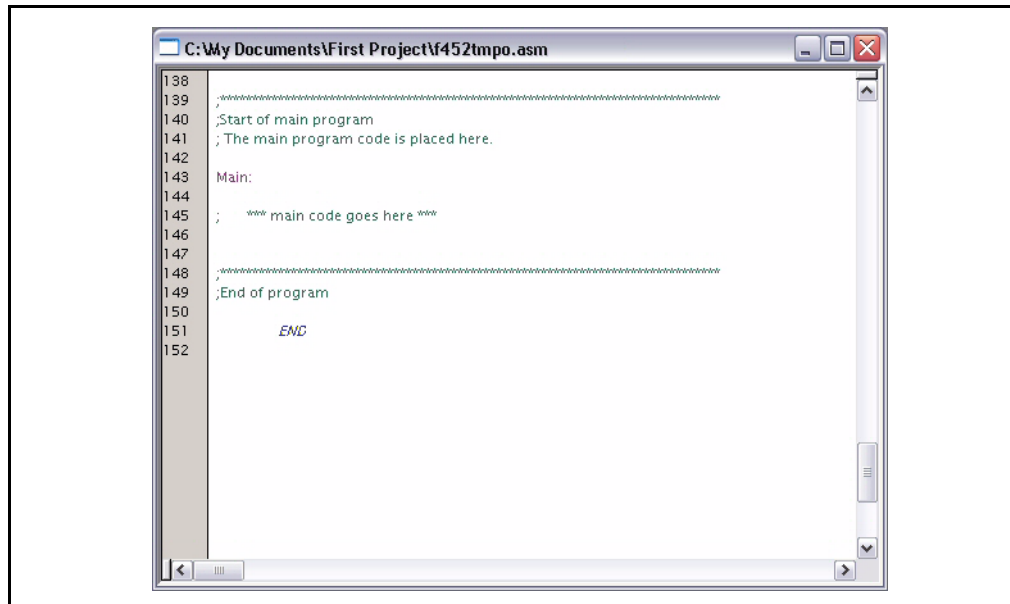 C:\My Documents\First Project\f452tmpo.asm
138
139 ;******************************************************************************
140 ;Start of main program
141 ; The main program code is placed here.
142
143 Main:
144
145 ; *** main code goes here ***
146
147
148 ;******************************************************************************
149 ;End of program
150
151 END
152